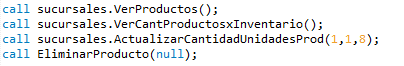 call sucursales.VerProductos();
call sucursales.VerCantProductosxInventario();
call sucursales.ActualizarCantidadUnidadesProd(1,1,8);
call EliminarProducto(null);